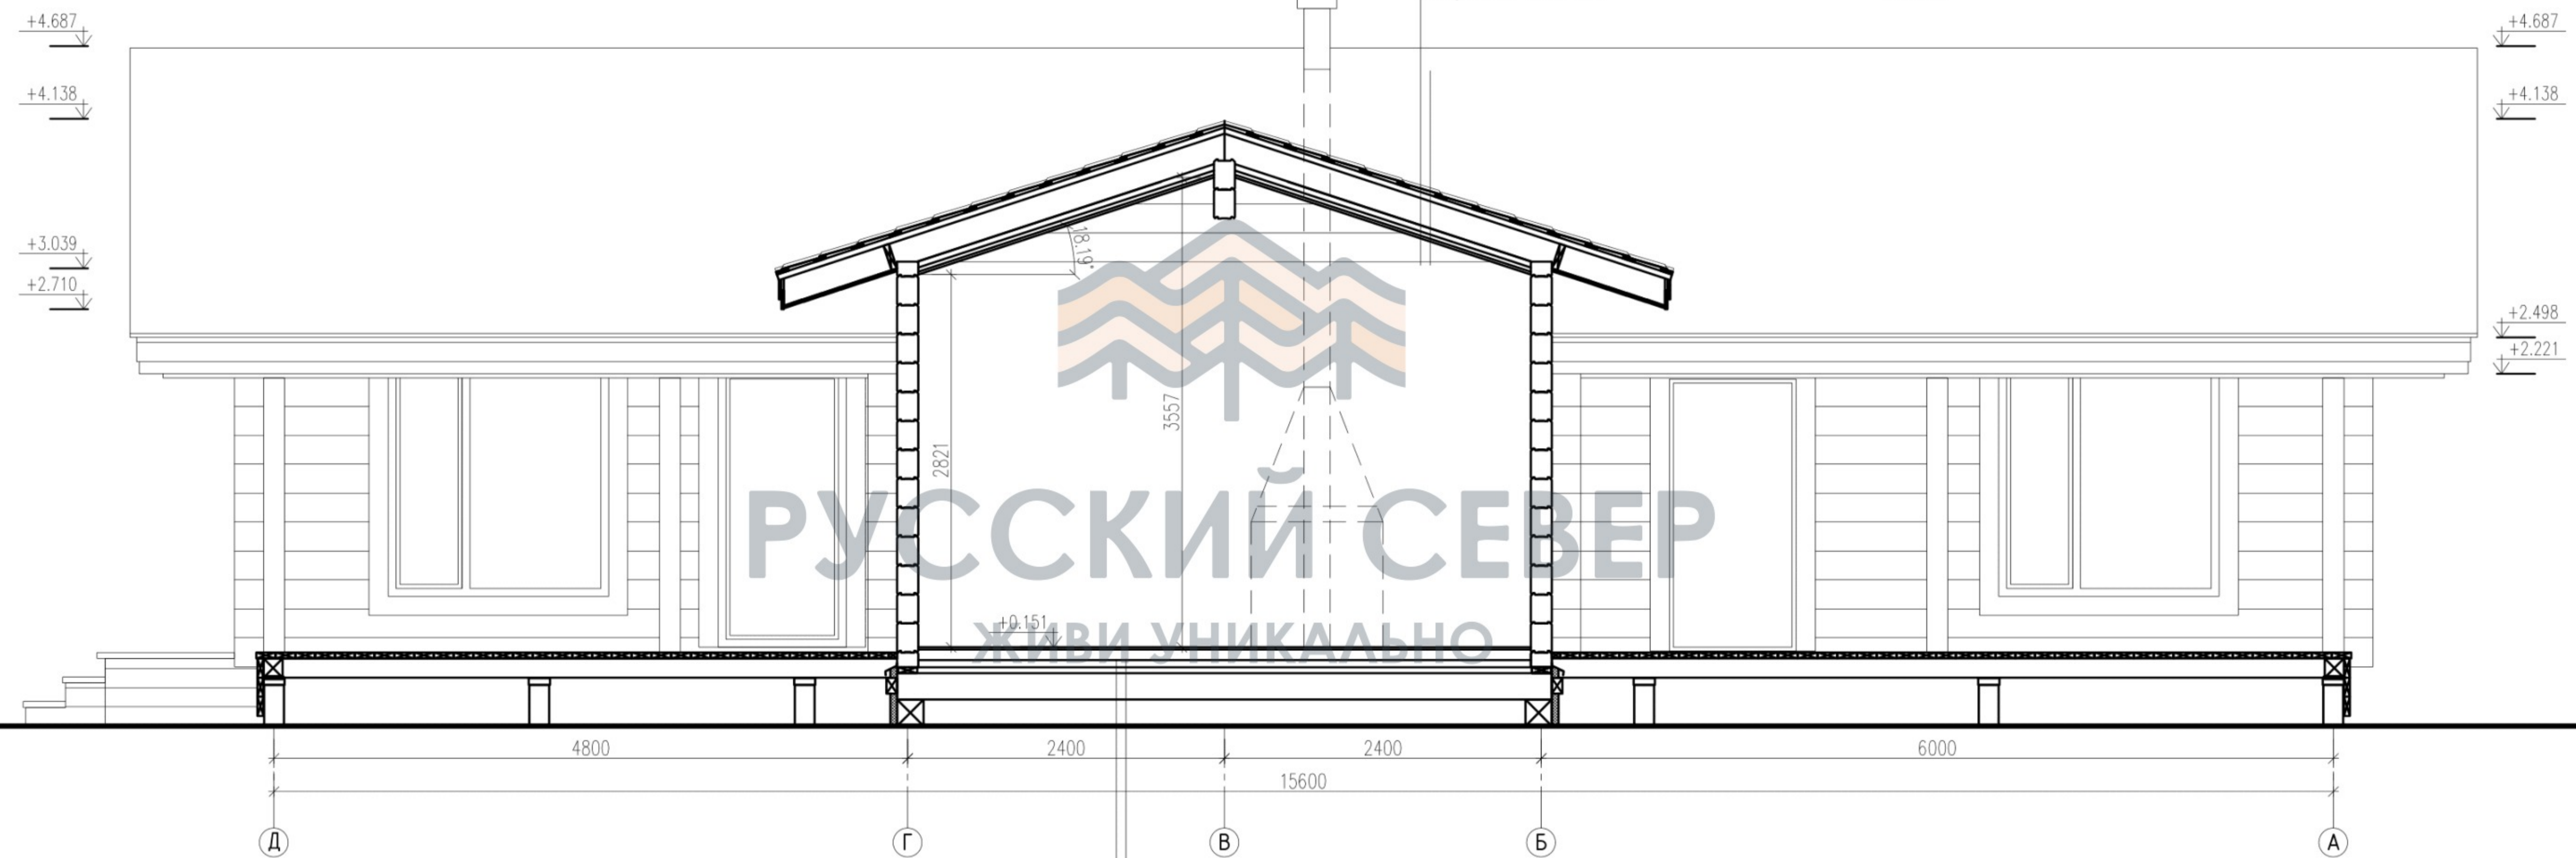 +4.687
+4.687
+4.138
+4.138
+3.039
18.19°
+2.710
+2.498
+2.221
3557
2821
РУССКИЙ СЕВЕР
+0.151
ЖИВИ УНИКАЛЬНО
4800
2400
2400
6000
15600
Д
Г
В
Б
А